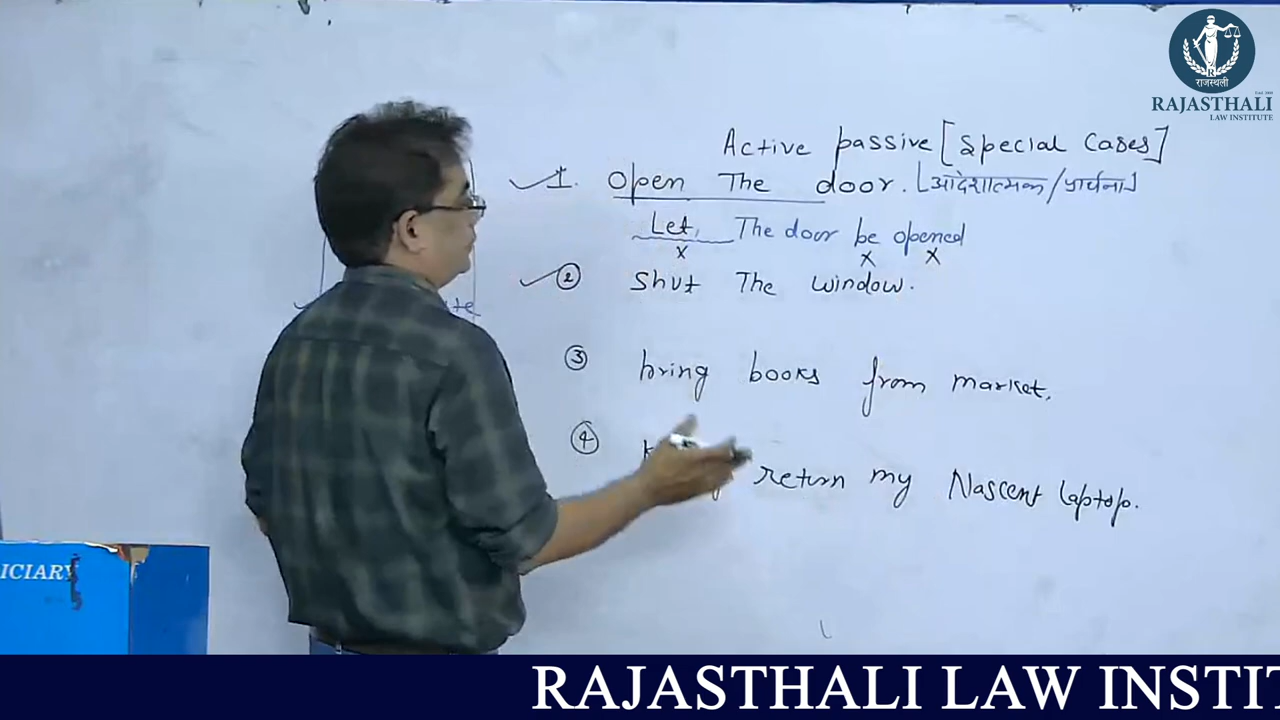 राजस्थली
RAJASTHALI
LAW INSTITUTE
Active passive [special cases]
1. Open The door. [आदेशात्मक/प्रार्थना]
Let, The door be opened
x x x
② Shut The window.
③ bring books from market.
④ return my Nascent laptop.
ICIARY
RAJASTHALI LAW INSTIT